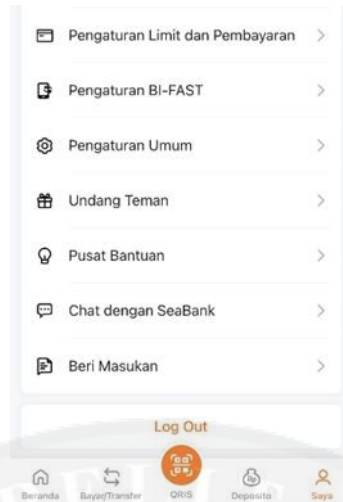 Pengaturan Limit dan Pembayaran
Pengaturan BI-FAST
Pengaturan Umum
Undang Teman
Pusat Bantuan
Chat dengan SeaBank
Beri Masukan
Log Out
Beranda Bayar/Transfer QRIS Deposito Saya